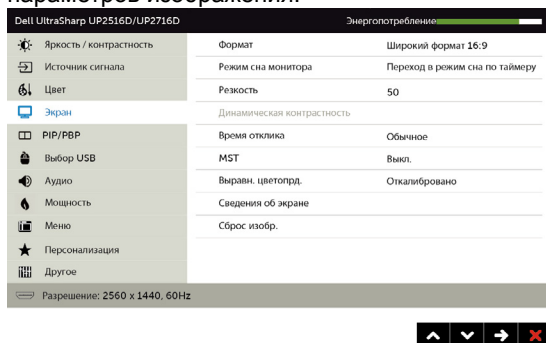 параметров изображения.
Dell UltraSharp UP2516D/UP2716D Энергопотребление
Яркость / контрастность Формат Широкий формат 16:9
Источник сигнала Режим сна монитора Переход в режим сна по таймеру
Цвет Резкость 50
Экран Динамическая контрастность
PIP/PBP Время отклика Обычное
Выбор USB MST Выкл.
Аудио Выравн. цветопрд. Откалибровано
Мощность Сведения об экране
Меню Сброс изобр.
Персонализация
Другое
Разрешение: 2560 x 1440, 60Hz